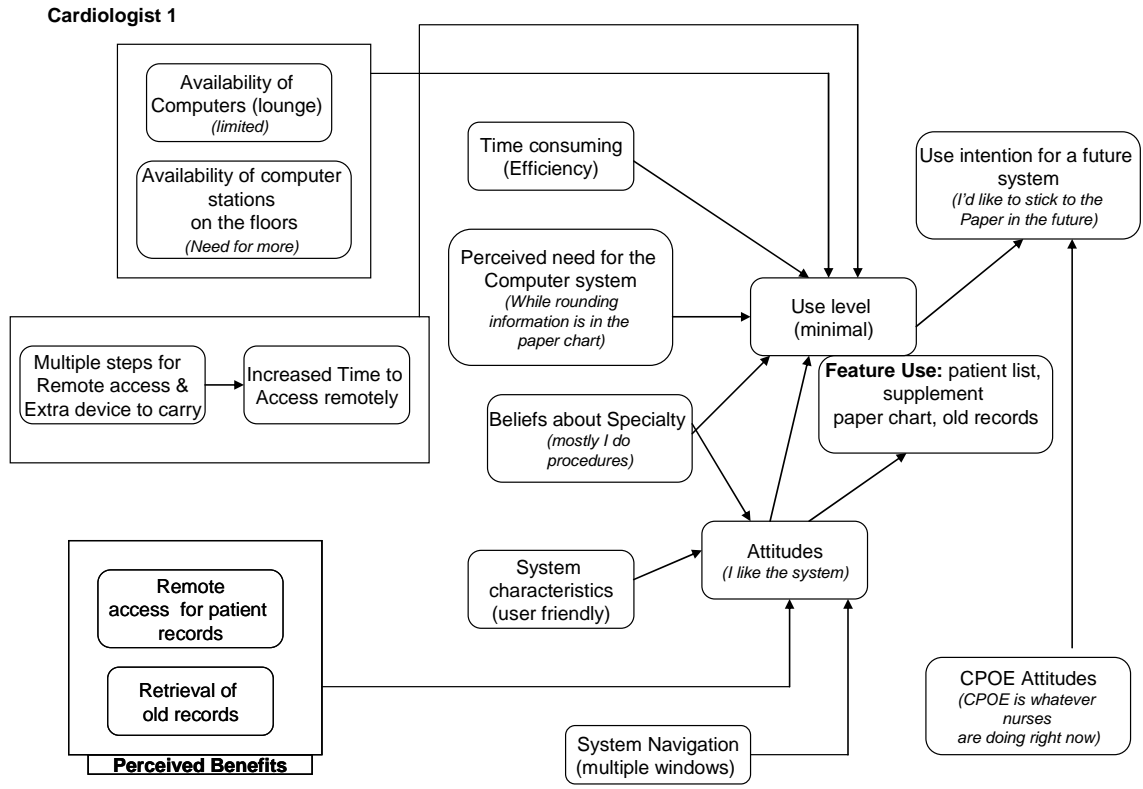 Cardiologist 1
Availability of
Computers (lounge)
(limited)
Availability of computer
stations
on the floors
(Need for more)
Time consuming
(Efficiency)
Use intention for a future
system
(I'd like to stick to the
Paper in the future)
Perceived need for the
Computer system
(While rounding
information is in the
paper chart)
Use level
(minimal)
Multiple steps for
Remote access &
Extra device to carry
Increased Time to
Access remotely
Feature Use: patient list,
supplement
paper chart, old records
Beliefs about Specialty
(mostly I do
procedures)
Attitudes
(I like the system)
System
characteristics
(user friendly)
Remote
access for patient
records
Retrieval of
old records
Perceived Benefits
CPOE Attitudes
(CPOE is whatever
nurses
are doing right now)
System Navigation
(multiple windows)